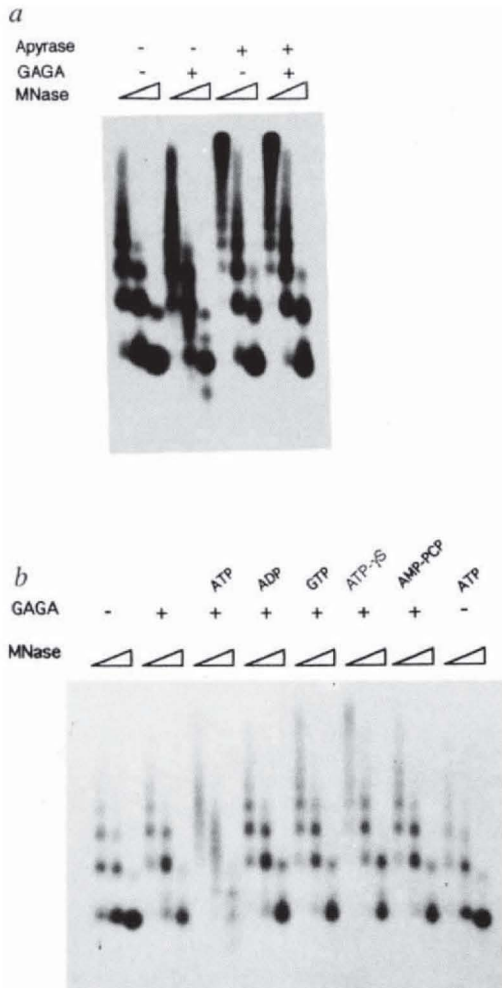 a
Apyrase - - + +
GAGA - + - +
MNase
b
ATP ADP GTP ATP-γS AMP-PCP ATP
GAGA - + + + + + + -
MNase